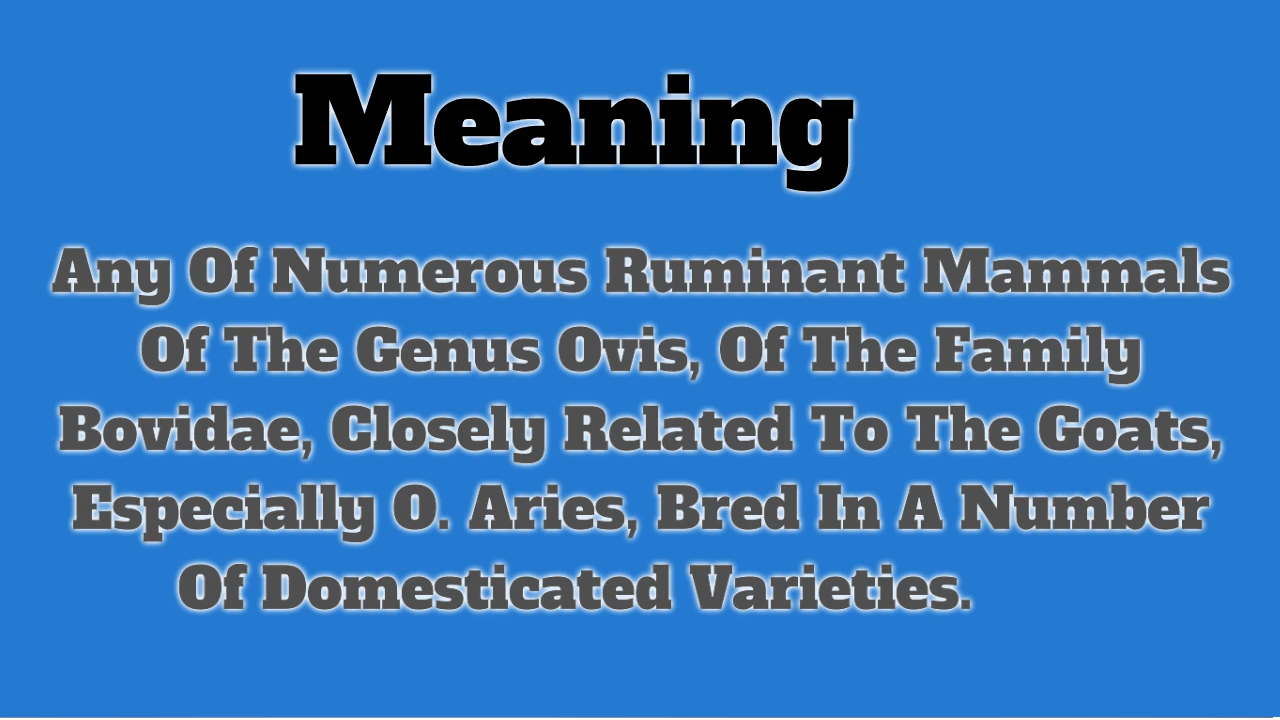 Meaning
Any Of Numerous Ruminant Mammals
Of The Genus Ovis, Of The Family
Bovidae, Closely Related To The Goats,
Especially O. Aries, Bred In A Number
Of Domesticated Varieties.